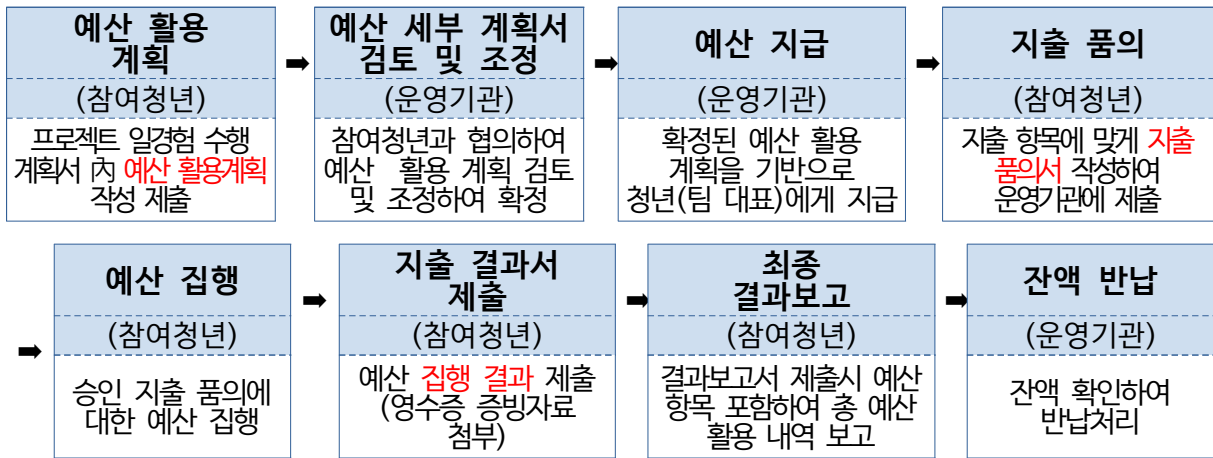 예산 활용
계획
(참여청년)
프로젝트 일경험 수행
계획서 內 예산 활용계획
작성 제출
➡
예산 세부 계획서
검토 및 조정
(운영기관)
참여청년과 협의하여
예산 활용 계획 검토
및 조정하여 확정
➡
예산 지급
(운영기관)
확정된 예산 활용
계획을 기반으로
청년(팀 대표)에게 지급
➡
지출 품의
(참여청년)
지출 항목에 맞게 지출
품의서 작성하여
운영기관에 제출
➡
예산 집행
(참여청년)
승인 지출 품의에
대한 예산 집행
➡
지출 결과서
제출
(참여청년)
예산 집행 결과 제출
(영수증 증빙자료
첨부)
➡
최종
결과보고
(참여청년)
결과보고서 제출시 예산
항목 포함하여 총 예산
활용 내역 보고
➡
잔액 반납
(운영기관)
잔액 확인하여
반납처리